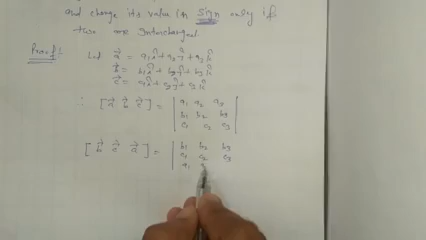 and change its value in sign only if
two are Interchanged.
Proof:- Let a⃗ = a₁î + a₂ĵ + a₃k̂
b⃗ = b₁î + b₂ĵ + b₃k̂
c⃗ = c₁î + c₂ĵ + c₃k̂
∴ [a⃗ b⃗ c⃗] = | a₁ a₂ a₃
b₁ b₂ b₃
c₁ c₂ c₃ |
[b⃗ c⃗ a⃗] = | b₁ b₂ b₃
c₁ c₂ c₃
a₁